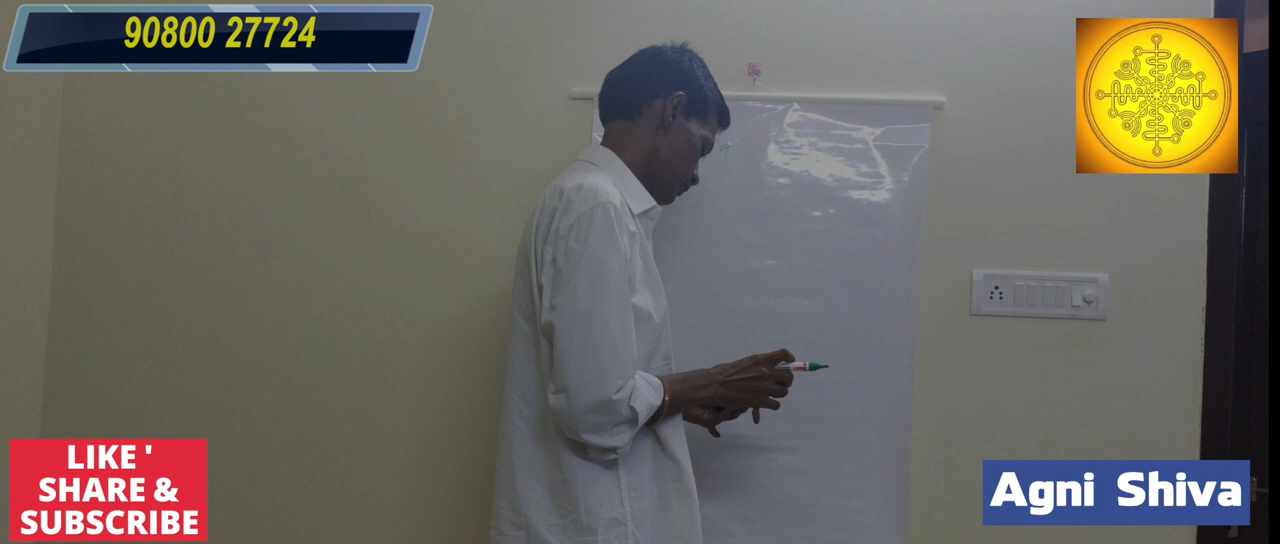 90800 27724
LIKE '
SHARE &
SUBSCRIBE
Agni Shiva